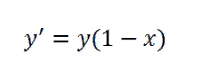 y′ = y(1 − x)